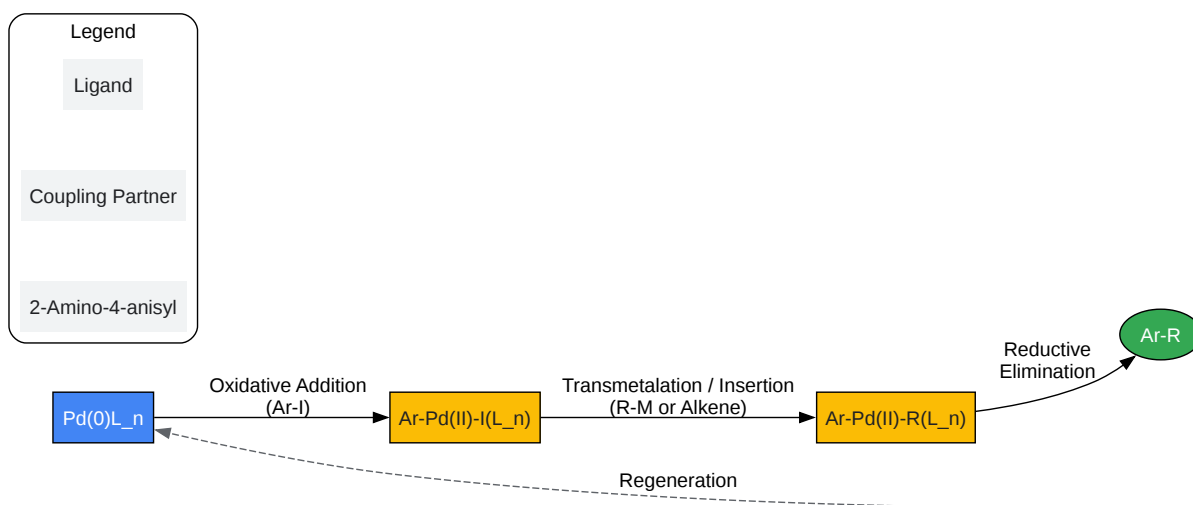 Legend
Ligand
Coupling Partner
2-Amino-4-anisyl
Pd(0)L_n
Oxidative Addition
(Ar-I)
Ar-Pd(II)-I(L_n)
Transmetalation / Insertion
(R-M or Alkene)
Ar-Pd(II)-R(L_n)
Reductive
Elimination
Ar-R
Regeneration